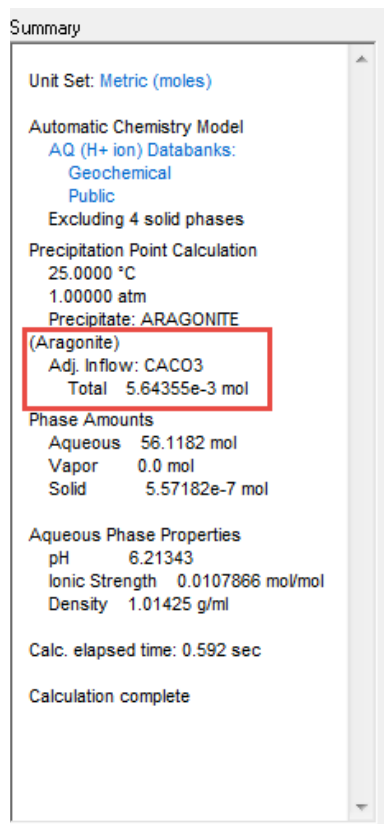 Summary
Unit Set: Metric (moles)
Automatic Chemistry Model
AQ (H+ ion) Databanks:
Geochemical
Public
Excluding 4 solid phases
Precipitation Point Calculation
25.0000 °C
1.00000 atm
Precipitate: ARAGONITE
(Aragonite)
Adj. Inflow: CACO3
Total 5.64355e-3 mol
Phase Amounts
Aqueous 56.1182 mol
Vapor 0.0 mol
Solid 5.57182e-7 mol
Aqueous Phase Properties
pH 6.21343
Ionic Strength 0.0107866 mol/mol
Density 1.01425 g/ml
Calc. elapsed time: 0.592 sec
Calculation complete